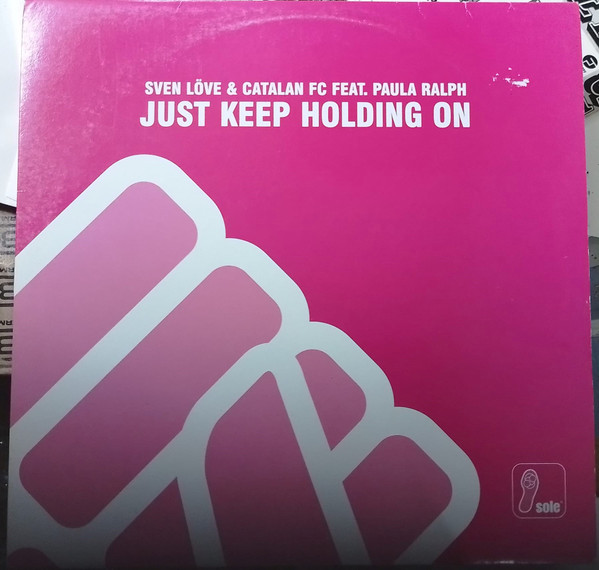 SVEN LÖVE & CATALAN FC FEAT. PAULA RALPH
JUST KEEP HOLDING ON
sole